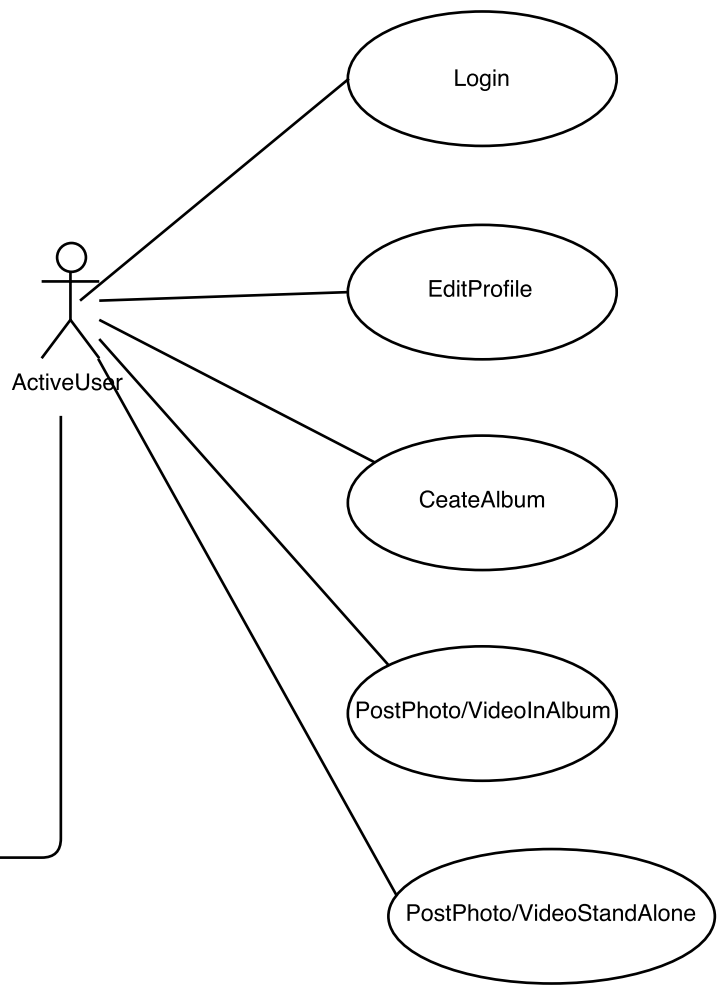 Login
EditProfile
ActiveUser
CeateAlbum
PostPhoto/VideoInAlbum
PostPhoto/VideoStandAlone